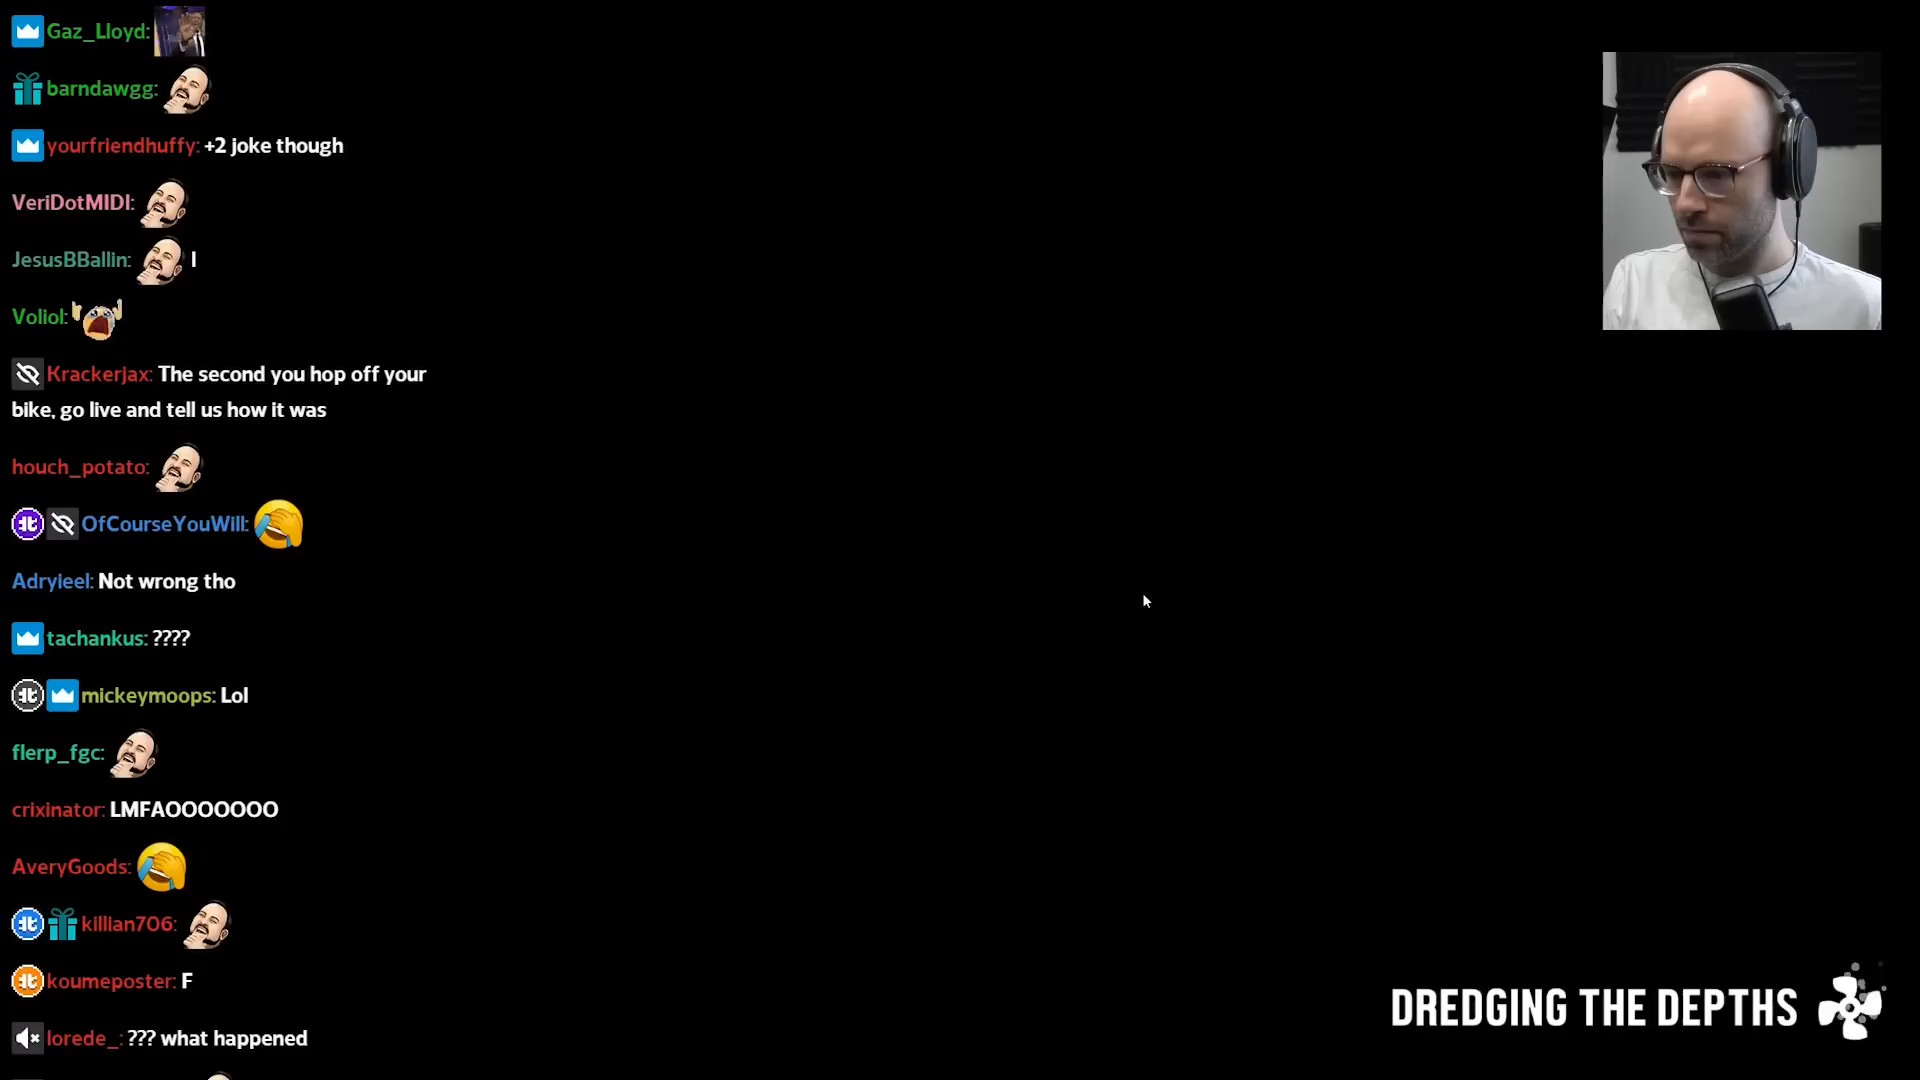 Gaz_Lloyd:
barndawgg:
yourfriendhuffy: +2 joke though
VeriDotMIDI:
JesusBBallin: I
Voliol:
Krackerjax: The second you hop off your
bike, go live and tell us how it was
houch_potato:
OfCourseYouWill:
Adryieel: Not wrong tho
tachankus: ????
mickeymoops: Lol
flerp_fgc:
crixinator: LMFAOOOOOOO
AveryGoods:
killian706:
koumeposter: F
lorede_: ??? what happened
DREDGING THE DEPTHS